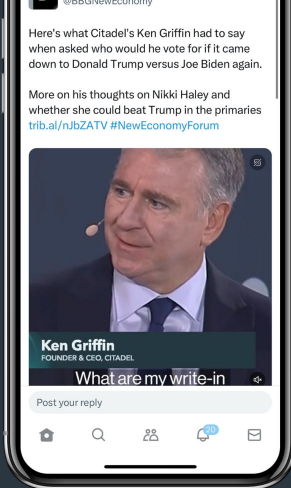 @BBGNewEconomy
Here's what Citadel's Ken Griffin had to say
when asked who would he vote for if it came
down to Donald Trump versus Joe Biden again.
More on his thoughts on Nikki Haley and
whether she could beat Trump in the primaries
trib.al/nJbZATV #NewEconomyForum
Ken Griffin
FOUNDER & CEO, CITADEL
What are my write-in
Post your reply
20